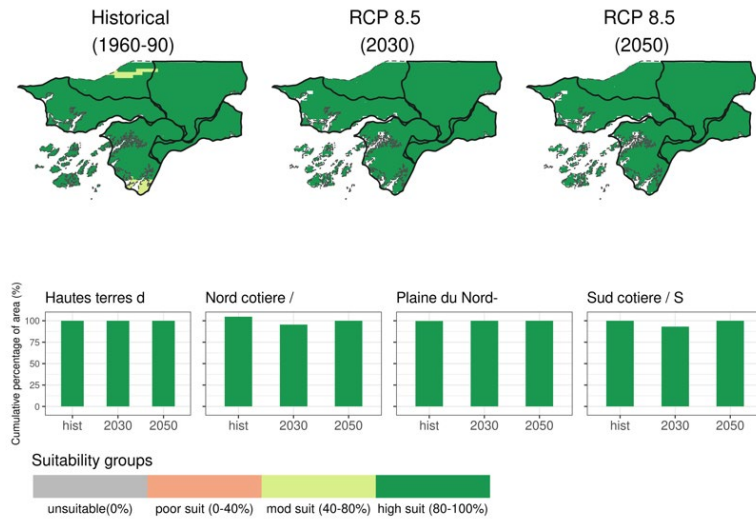 Historical
(1960-90)
RCP 8.5
(2030)
RCP 8.5
(2050)
Cumulative percentage of area (%)
Hautes terres d
Nord cotiere /
Plaine du Nord-
Sud cotiere / S
100
75
50
25
0
hist 2030 2050
hist 2030 2050
hist 2030 2050
hist 2030 2050
Suitability groups
unsuitable(0%) poor suit (0-40%) mod suit (40-80%) high suit (80-100%)